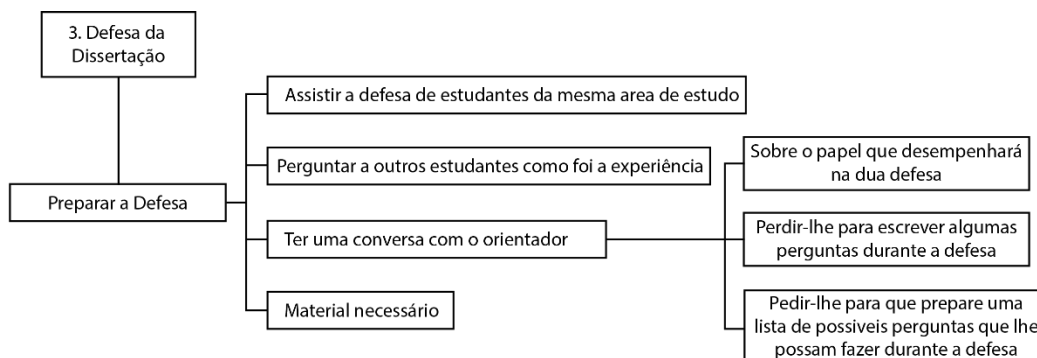 3. Defesa da
Dissertação
Assistir a defesa de estudantes da mesma area de estudo
Perguntar a outros estudantes como foi a experiência
Preparar a Defesa
Ter uma conversa com o orientador
Material necessário
Sobre o papel que desempenhará
na dua defesa
Perdir-lhe para escrever algumas
perguntas durante a defesa
Pedir-lhe para que prepare uma
lista de possiveis perguntas que lhe
possam fazer durante a defesa